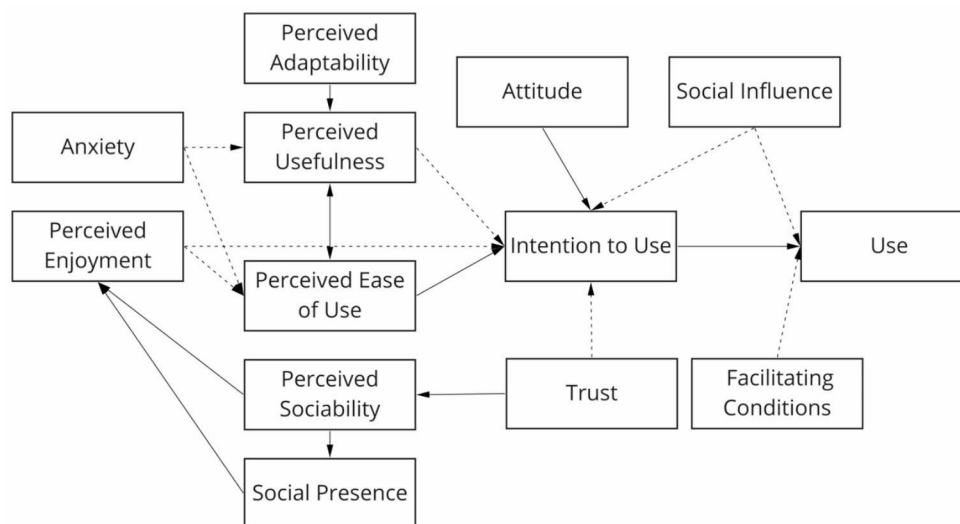 Perceived
Adaptability
Attitude
Social Influence
Anxiety
Perceived
Usefulness
Perceived
Enjoyment
Intention to Use
Use
Perceived Ease
of Use
Perceived
Sociability
Trust
Facilitating
Conditions
Social Presence